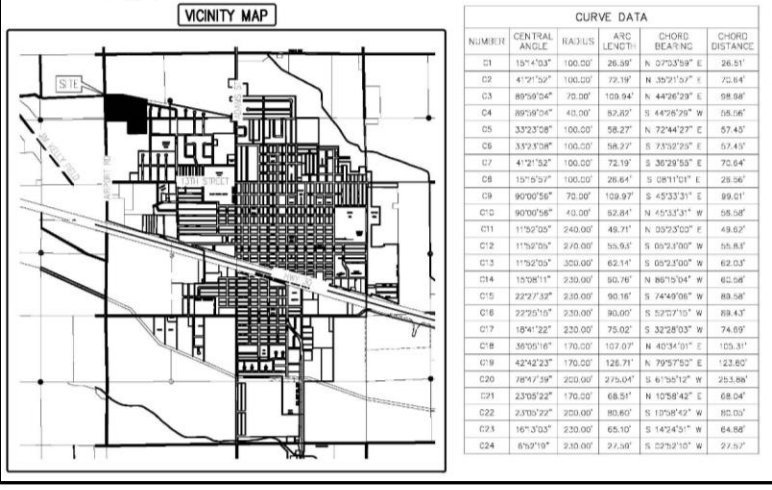 VICINITY MAP
SITE
AIRPORT RD
13TH STREET
CURVE DATA
NUMBER CENTRAL ANGLE RADIUS ARC LENGTH CHORD BEARING CHORD DISTANCE
C1 15°14'03" 100.00' 26.59' N 07°03'59" E 26.51'
C2 41°21'52" 100.00' 72.19' N 35°21'57" E 70.64'
C3 89°59'04" 70.00' 109.94' N 44°26'29" E 98.98'
C4 89°59'04" 40.00' 62.82' S 44°26'29" W 56.56'
C5 33°23'08" 100.00' 58.27' N 72°44'27" E 57.45'
C6 33°23'08" 100.00' 58.27' S 73°52'25" E 57.45'
C7 41°21'52" 100.00' 72.19' S 36°29'55" E 70.64'
C8 15°15'57" 100.00' 26.64' S 08°11'01" E 26.56'
C9 90°00'56" 70.00' 109.97' S 45°33'31" E 99.01'
C10 90°00'56" 40.00' 62.84' N 45°33'31" W 56.58'
C11 11°52'05" 240.00' 49.71' N 05°23'00" E 49.62'
C12 11°52'05" 270.00' 55.93' S 05°23'00" W 55.83'
C13 11°52'05" 300.00' 62.14' S 05°23'00" W 62.03'
C14 15°08'11" 230.00' 60.76' N 86°15'04" W 60.58'
C15 22°27'32" 230.00' 90.16' S 74°49'06" W 89.58'
C16 22°25'15" 230.00' 90.00' S 52°07'15" W 89.43'
C17 18°41'22" 230.00' 75.02' S 32°28'03" W 74.69'
C18 36°05'16" 170.00' 107.07' N 40°34'01" E 105.31'
C19 42°42'23" 170.00' 126.71' N 79°57'50" E 123.80'
C20 78°47'39" 200.00' 275.04' S 61°55'12" W 253.88'
C21 23°05'22" 170.00' 68.51' N 10°58'42" E 68.04'
C22 23°05'22" 200.00' 80.60' S 10°58'42" W 80.05'
C23 16°13'03" 230.00' 65.10' S 14°24'51" W 64.88'
C24 6°52'19" 230.00' 27.59' S 02°52'10" W 27.57'